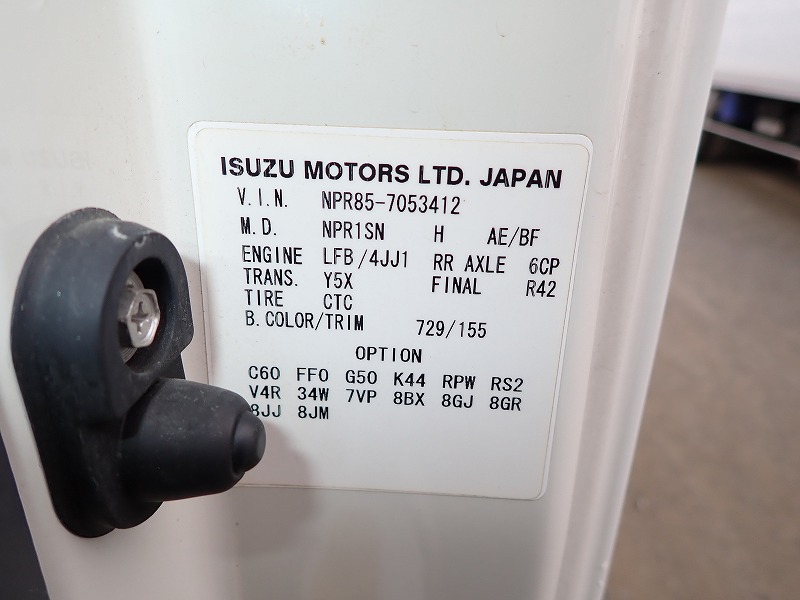 ISUZU MOTORS LTD. JAPAN
V.I.N. NPR85-7053412
M.D. NPR1SN H AE/BF
ENGINE LFB/4JJ1 RR AXLE 6CP
TRANS. Y5X FINAL R42
TIRE CTC
B.COLOR/TRIM 729/155
OPTION
C60 FF0 G50 K44 RPW RS2
V4R 34W 7VP 8BX 8GJ 8GR
8JJ 8JM